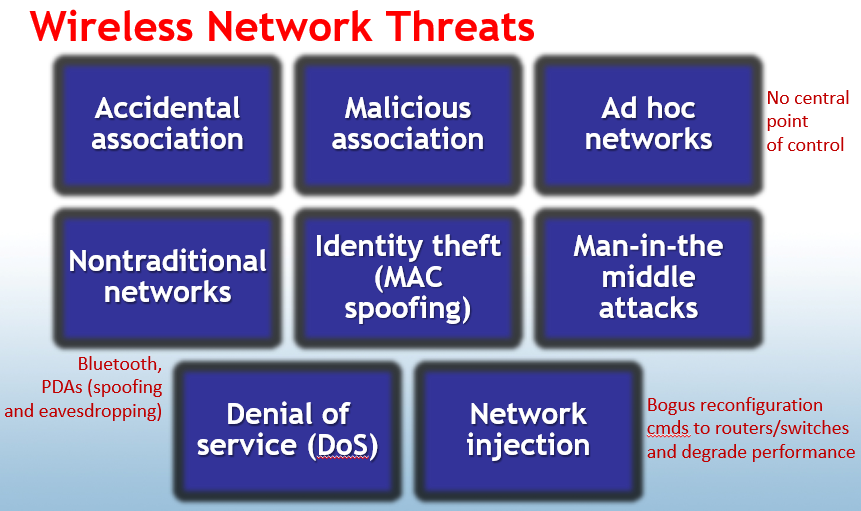 Wireless Network Threats
Accidental
association
Malicious
association
Ad hoc
networks
No central
point
of control
Nontraditional
networks
Identity theft
(MAC
spoofing)
Man-in-the
middle
attacks
Bluetooth,
PDAs (spoofing
and eavesdropping)
Denial of
service (DoS)
Network
injection
Bogus reconfiguration
cmds to routers/switches
and degrade performance